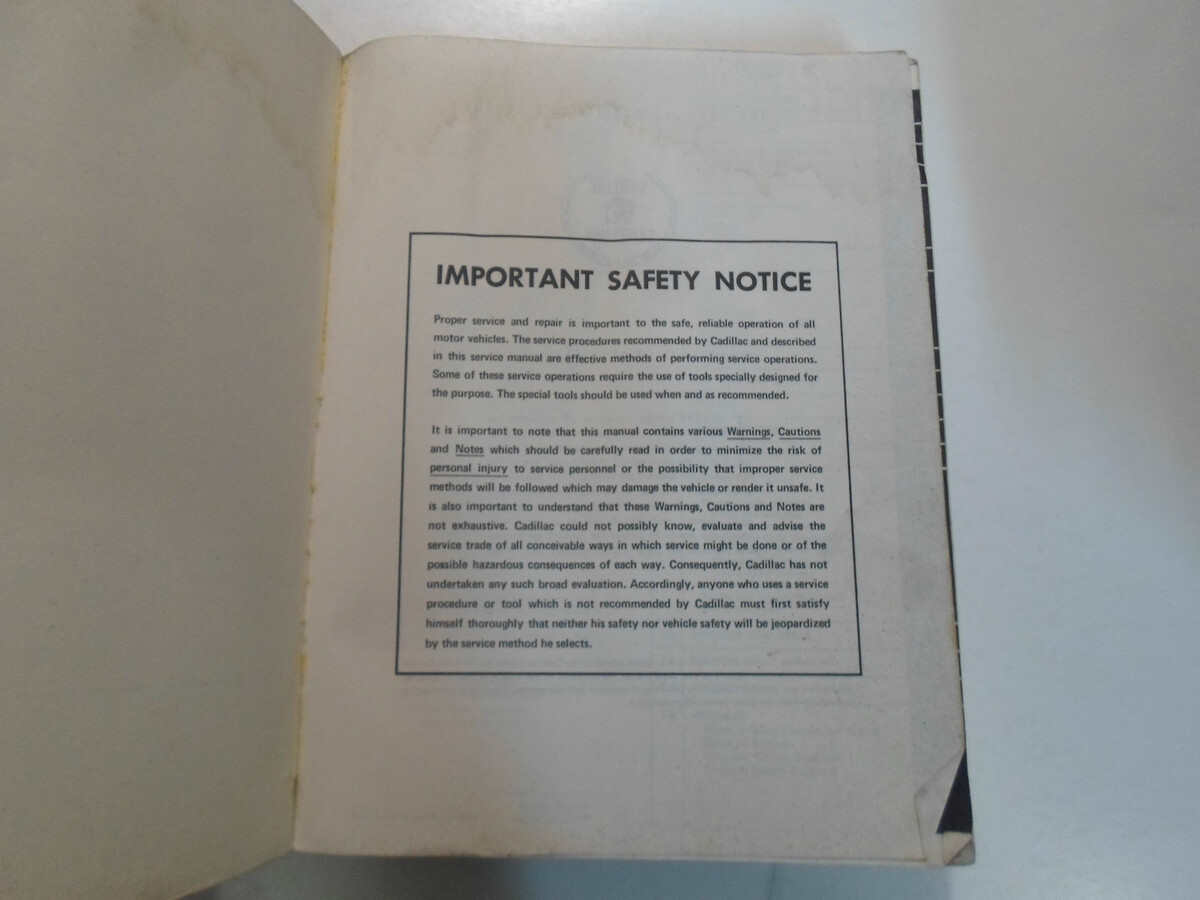 IMPORTANT SAFETY NOTICE
Proper service and repair is important to the safe, reliable operation of all
motor vehicles. The service procedures recommended by Cadillac and described
in this service manual are effective methods of performing service operations.
Some of these service operations require the use of tools specially designed for
the purpose. The special tools should be used when and as recommended.
It is important to note that this manual contains various Warnings, Cautions
and Notes which should be carefully read in order to minimize the risk of
personal injury to service personnel or the possibility that improper service
methods will be followed which may damage the vehicle or render it unsafe. It
is also important to understand that these Warnings, Cautions and Notes are
not exhaustive. Cadillac could not possibly know, evaluate and advise the
service trade of all conceivable ways in which service might be done or of the
possible hazardous consequences of each way. Consequently, Cadillac has not
undertaken any such broad evaluation. Accordingly, anyone who uses a service
procedure or tool which is not recommended by Cadillac must first satisfy
himself thoroughly that neither his safety nor vehicle safety will be jeopardized
by the service method he selects.